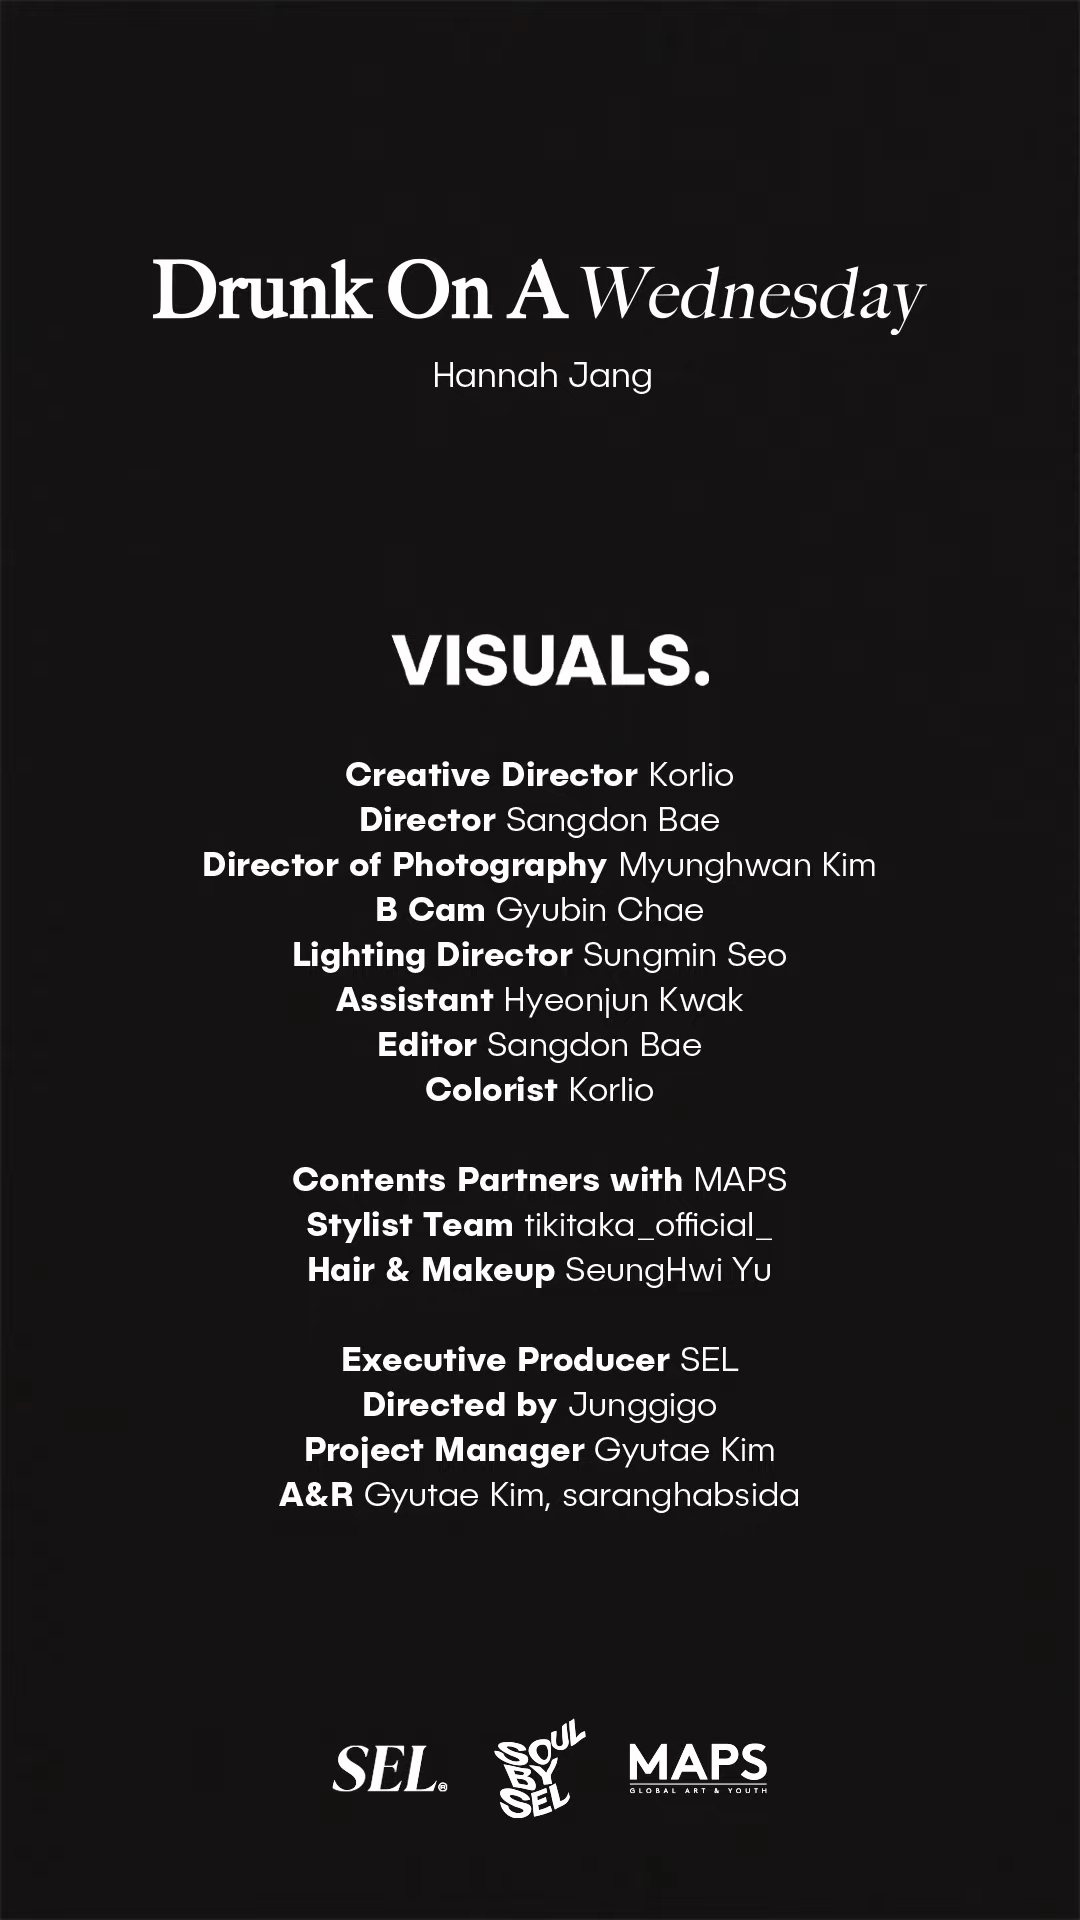 Drunk On A Wednesday
Hannah Jang
VISUALS.
Creative Director Korlio
Director Sangdon Bae
Director of Photography Myunghwan Kim
B Cam Gyubin Chae
Lighting Director Sungmin Seo
Assistant Hyeonjun Kwak
Editor Sangdon Bae
Colorist Korlio
Contents Partners with MAPS
Stylist Team tikitaka_official_
Hair & Makeup SeungHwi Yu
Executive Producer SEL
Directed by Junggigo
Project Manager Gyutae Kim
A&R Gyutae Kim, saranghabsida
SEL®
SOUL
BY
SEL
MAPS
GLOBAL ART & YOUTH